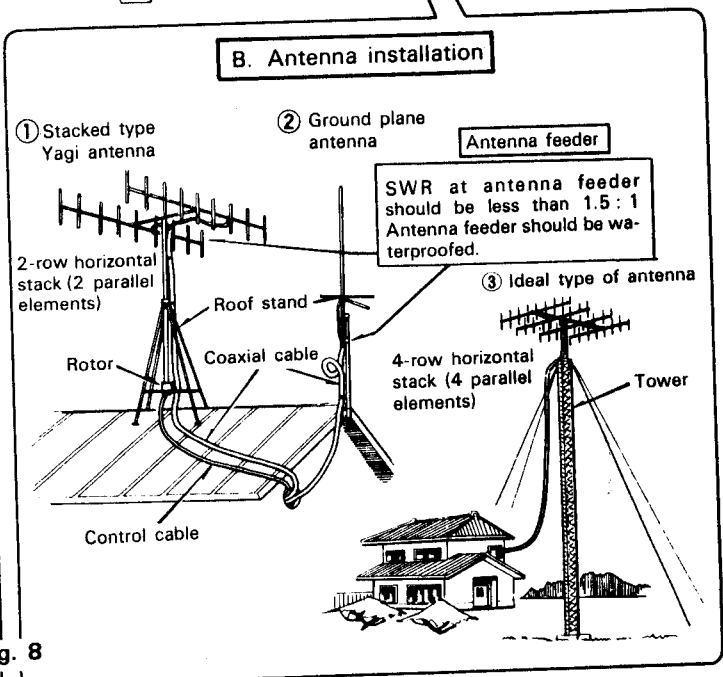 B. Antenna installation
① Stacked type
Yagi antenna
② Ground plane
antenna
Antenna feeder
SWR at antenna feeder
should be less than 1.5 : 1
Antenna feeder should be wa-
terproofed.
2-row horizontal
stack (2 parallel
elements)
③ Ideal type of antenna
Roof stand
Rotor
Coaxial cable
4-row horizontal
stack (4 parallel
elements)
Tower
Control cable
g. 8